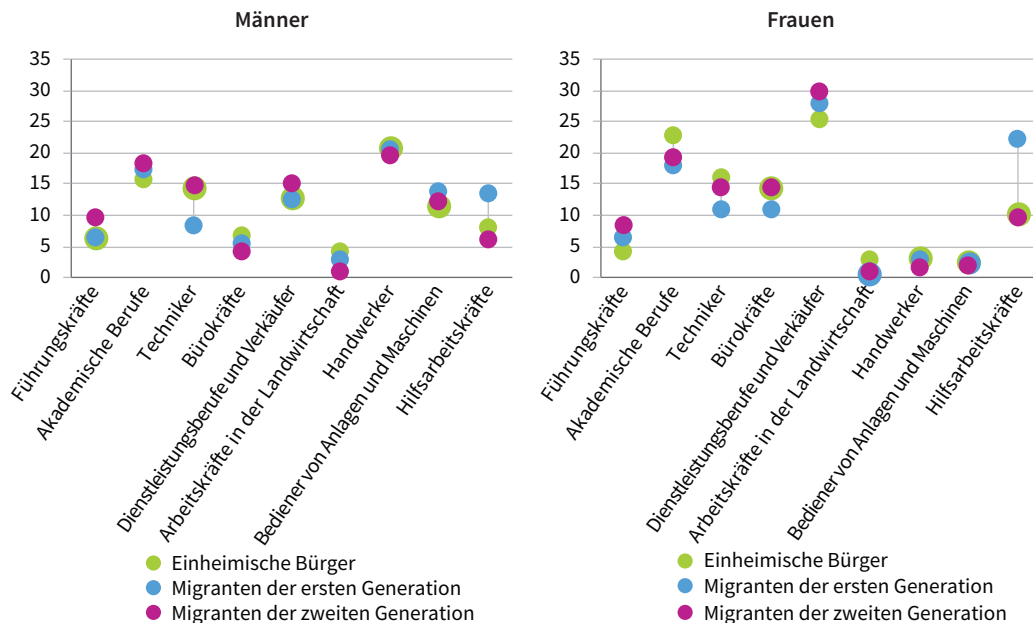 Männer
35
30
25
20
15
10
5
0
Führungskräfte
Akademische Berufe
Techniker
Bürokräfte
Dienstleistungsberufe und Verkäufer
Arbeitskräfte in der Landwirtschaft
Handwerker
Bediener von Anlagen und Maschinen
Hilfsarbeitskräfte
Einheimische Bürger
Migranten der ersten Generation
Migranten der zweiten Generation
Frauen
35
30
25
20
15
10
5
0
Führungskräfte
Akademische Berufe
Techniker
Bürokräfte
Dienstleistungsberufe und Verkäufer
Arbeitskräfte in der Landwirtschaft
Handwerker
Bediener von Anlagen und Maschinen
Hilfsarbeitskräfte
Einheimische Bürger
Migranten der ersten Generation
Migranten der zweiten Generation